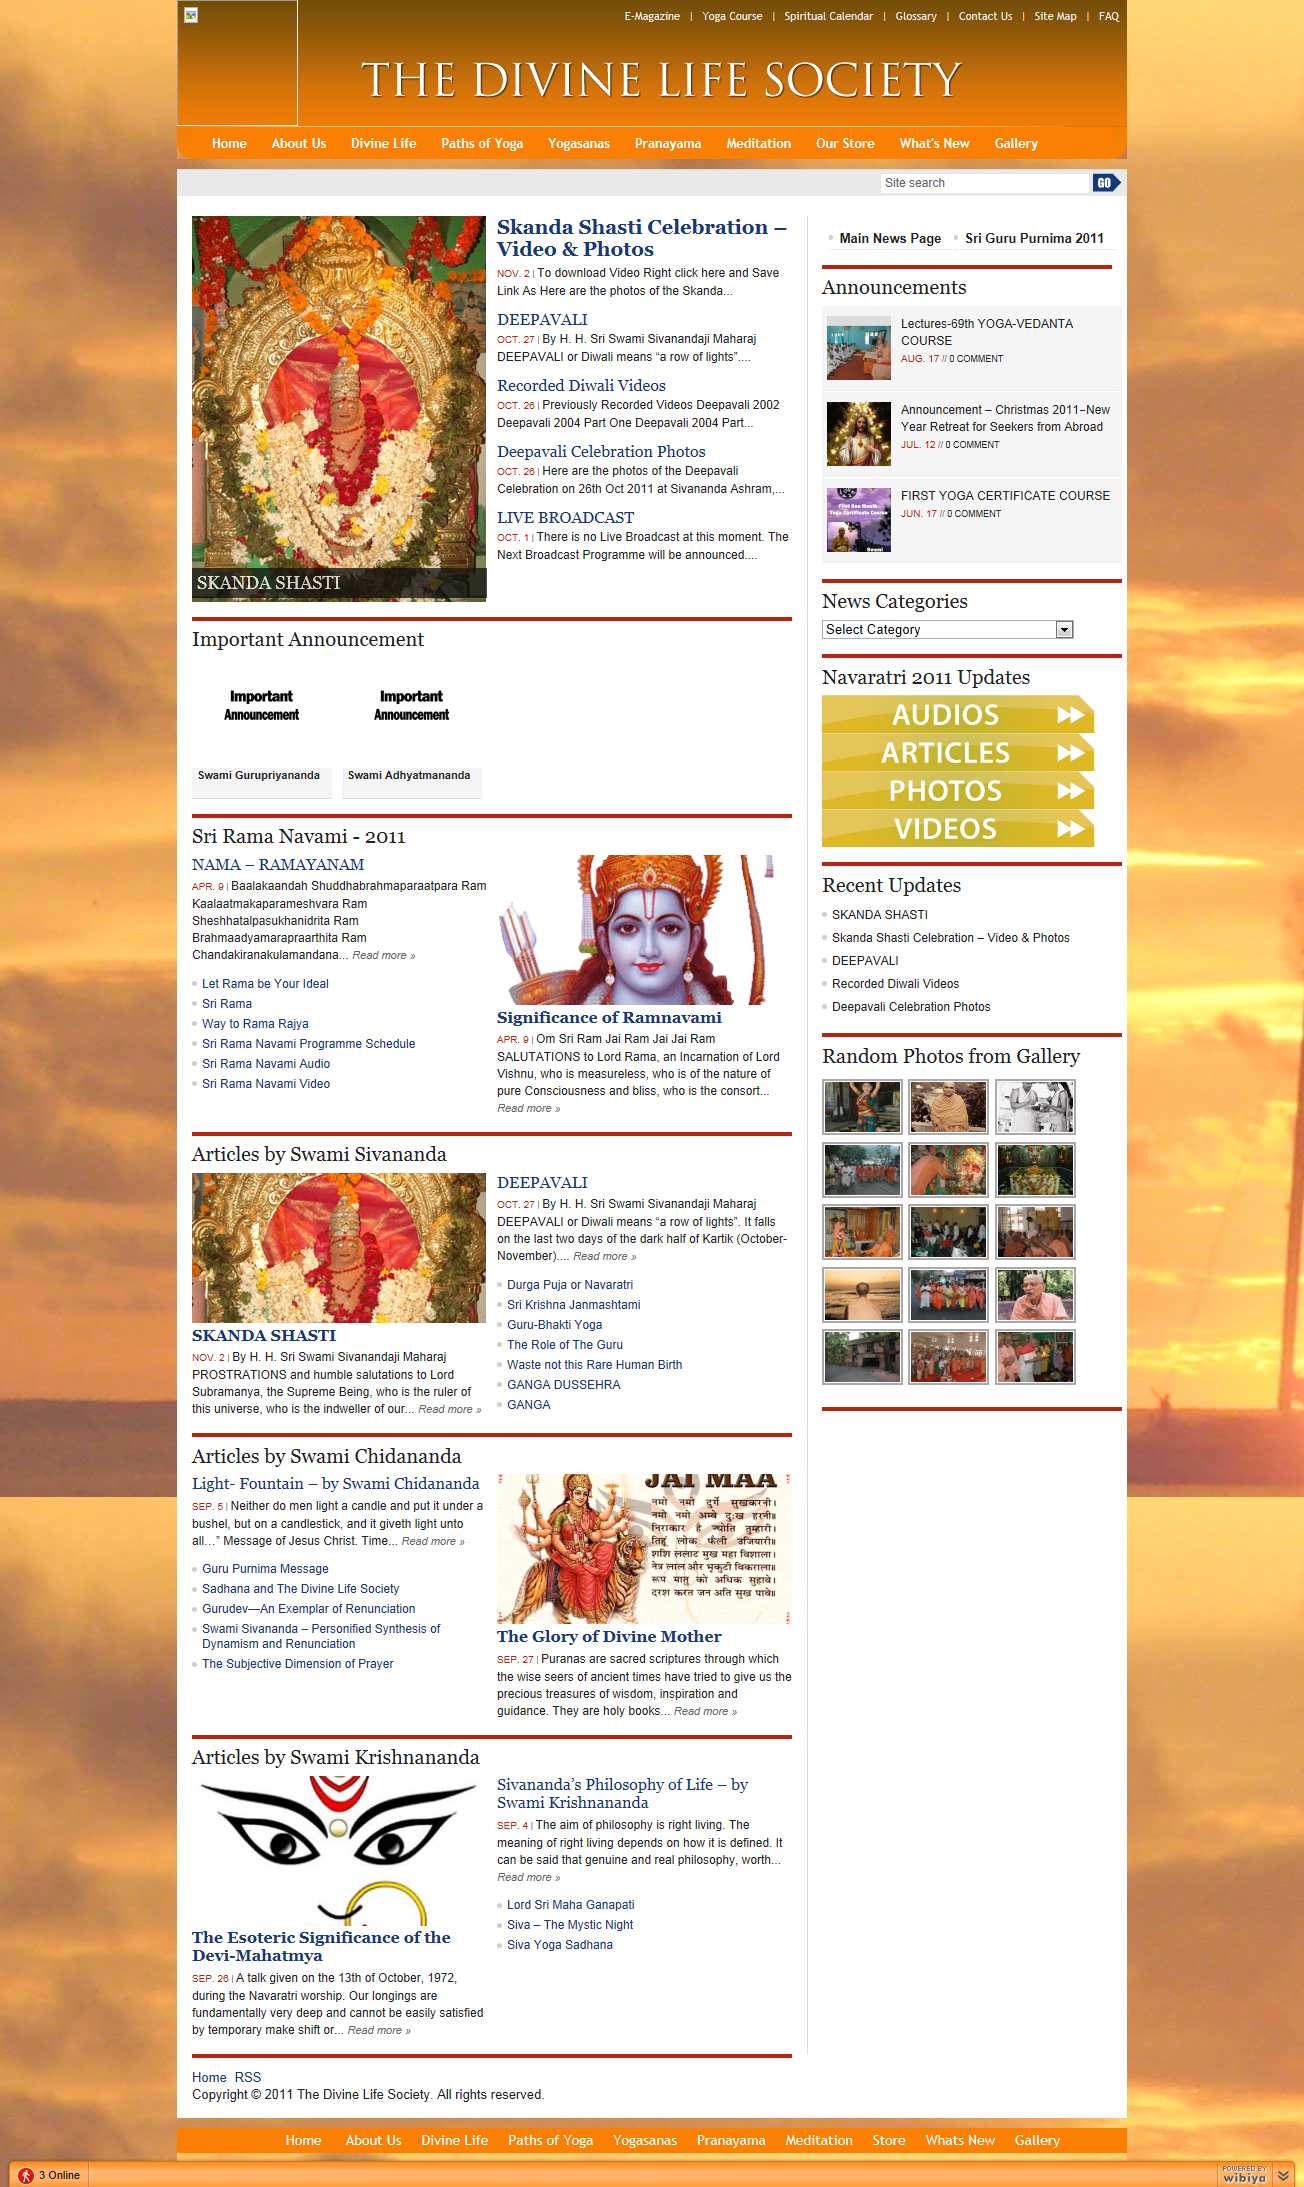 E-Magazine | Yoga Course | Spiritual Calendar | Glossary | Contact Us | Site Map | FAQ
THE DIVINE LIFE SOCIETY
Home About Us Divine Life Paths of Yoga Yogasanas Pranayama Meditation Our Store What's New Gallery
Site search GO
SKANDA SHASTI
Skanda Shasti Celebration –
Video & Photos
NOV. 2 | To download Video Right click here and Save
Link As Here are the photos of the Skanda...
DEEPAVALI
OCT. 27 | By H. H. Sri Swami Sivanandaji Maharaj
DEEPAVALI or Diwali means “a row of lights”....
Recorded Diwali Videos
OCT. 26 | Previously Recorded Videos Deepavali 2002
Deepavali 2004 Part One Deepavali 2004 Part...
Deepavali Celebration Photos
OCT. 26 | Here are the photos of the Deepavali
Celebration on 26th Oct 2011 at Sivananda Ashram,...
LIVE BROADCAST
OCT. 1 | There is no Live Broadcast at this moment. The
Next Broadcast Programme will be announced....
Important Announcement
Important
Announcement
Swami Gurupriyananda
Important
Announcement
Swami Adhyatmananda
Sri Rama Navami - 2011
NAMA – RAMAYANAM
APR. 9 | Baalakaandah Shuddhabrahmaparaatpara Ram
Kaalaatmakaparameshvara Ram
Sheshhatalpasukhanidrita Ram
Brahmaadyamarapraarthita Ram
Chandakiranakulamandana... Read more »
Let Rama be Your Ideal
Sri Rama
Way to Rama Rajya
Sri Rama Navami Programme Schedule
Sri Rama Navami Audio
Sri Rama Navami Video
Significance of Ramnavami
APR. 9 | Om Sri Ram Jai Ram Jai Jai Ram
SALUTATIONS to Lord Rama, an Incarnation of Lord
Vishnu, who is measureless, who is of the nature of
pure Consciousness and bliss, who is the consort...
Read more »
Articles by Swami Sivananda
SKANDA SHASTI
NOV. 2 | By H. H. Sri Swami Sivanandaji Maharaj
PROSTRATIONS and humble salutations to Lord
Subramanya, the Supreme Being, who is the ruler of
this universe, who is the indweller of our... Read more »
DEEPAVALI
OCT. 27 | By H. H. Sri Swami Sivanandaji Maharaj
DEEPAVALI or Diwali means “a row of lights”. It falls
on the last two days of the dark half of Kartik (October-
November).... Read more »
Durga Puja or Navaratri
Sri Krishna Janmashtami
Guru-Bhakti Yoga
The Role of The Guru
Waste not this Rare Human Birth
GANGA DUSSEHRA
GANGA
Articles by Swami Chidananda
Light- Fountain – by Swami Chidananda
SEP. 5 | Neither do men light a candle and put it under a
bushel, but on a candlestick, and it giveth light unto
all...” Message of Jesus Christ. Time... Read more »
Guru Purnima Message
Sadhana and The Divine Life Society
Gurudev—An Exemplar of Renunciation
Swami Sivananda – Personified Synthesis of
Dynamism and Renunciation
The Subjective Dimension of Prayer
JAI MAA
नमो नमो दुर्गे सुखकरनी।
नमो नमो अम्बे दुःख हरनी॥
निराकार है ज्योति तुम्हारी।
तिहूं लोक फैली उजियारी॥
शशि ललाट मुख महा विशाला।
नेत्र लाल और भृकुटी विकराला॥
रूप मातु को अधिक सुहावे।
दरश करत जन अति सुख पावे॥
The Glory of Divine Mother
SEP. 27 | Puranas are sacred scriptures through which
the wise seers of ancient times have tried to give us the
precious treasures of wisdom, inspiration and
guidance. They are holy books... Read more »
Articles by Swami Krishnananda
The Esoteric Significance of the
Devi-Mahatmya
SEP. 26 | A talk given on the 13th of October, 1972,
during the Navaratri worship. Our longings are
fundamentally very deep and cannot be easily satisfied
by temporary make shift or... Read more »
Sivananda’s Philosophy of Life – by
Swami Krishnananda
SEP. 4 | The aim of philosophy is right living. The
meaning of right living depends on how it is defined. It
can be said that genuine and real philosophy, worth...
Read more »
Lord Sri Maha Ganapati
Siva – The Mystic Night
Siva Yoga Sadhana
Main News Page Sri Guru Purnima 2011
Announcements
Lectures-69th YOGA-VEDANTA
COURSE
AUG. 17 // 0 COMMENT
Announcement – Christmas 2011–New
Year Retreat for Seekers from Abroad
JUL. 12 // 0 COMMENT
First One Month
Yoga Certificate Course
Swami
FIRST YOGA CERTIFICATE COURSE
JUN. 17 // 0 COMMENT
News Categories
Select Category
Navaratri 2011 Updates
AUDIOS
ARTICLES
PHOTOS
VIDEOS
Recent Updates
SKANDA SHASTI
Skanda Shasti Celebration – Video & Photos
DEEPAVALI
Recorded Diwali Videos
Deepavali Celebration Photos
Random Photos from Gallery
Home RSS
Copyright © 2011 The Divine Life Society. All rights reserved.
Home About Us Divine Life Paths of Yoga Yogasanas Pranayama Meditation Store Whats New Gallery
3 Online
POWERED BY
wibiya